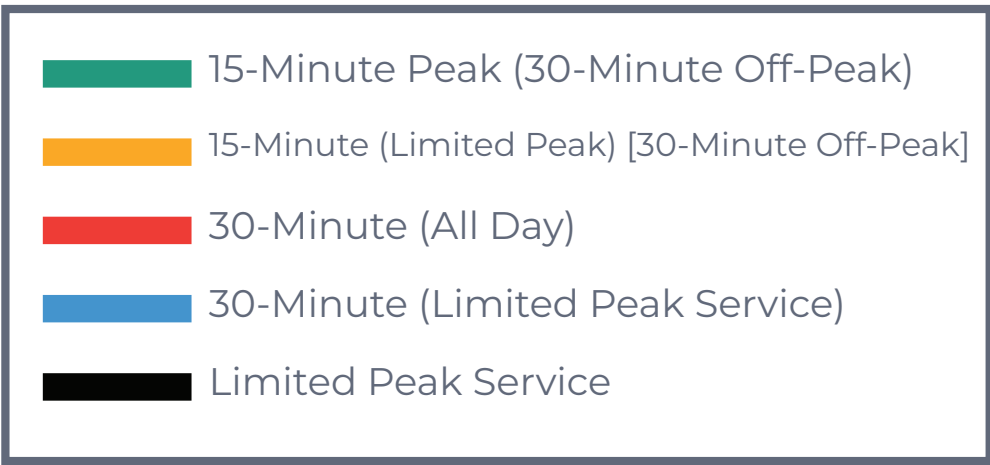 15-Minute Peak (30-Minute Off-Peak)
15-Minute (Limited Peak) [30-Minute Off-Peak]
30-Minute (All Day)
30-Minute (Limited Peak Service)
Limited Peak Service